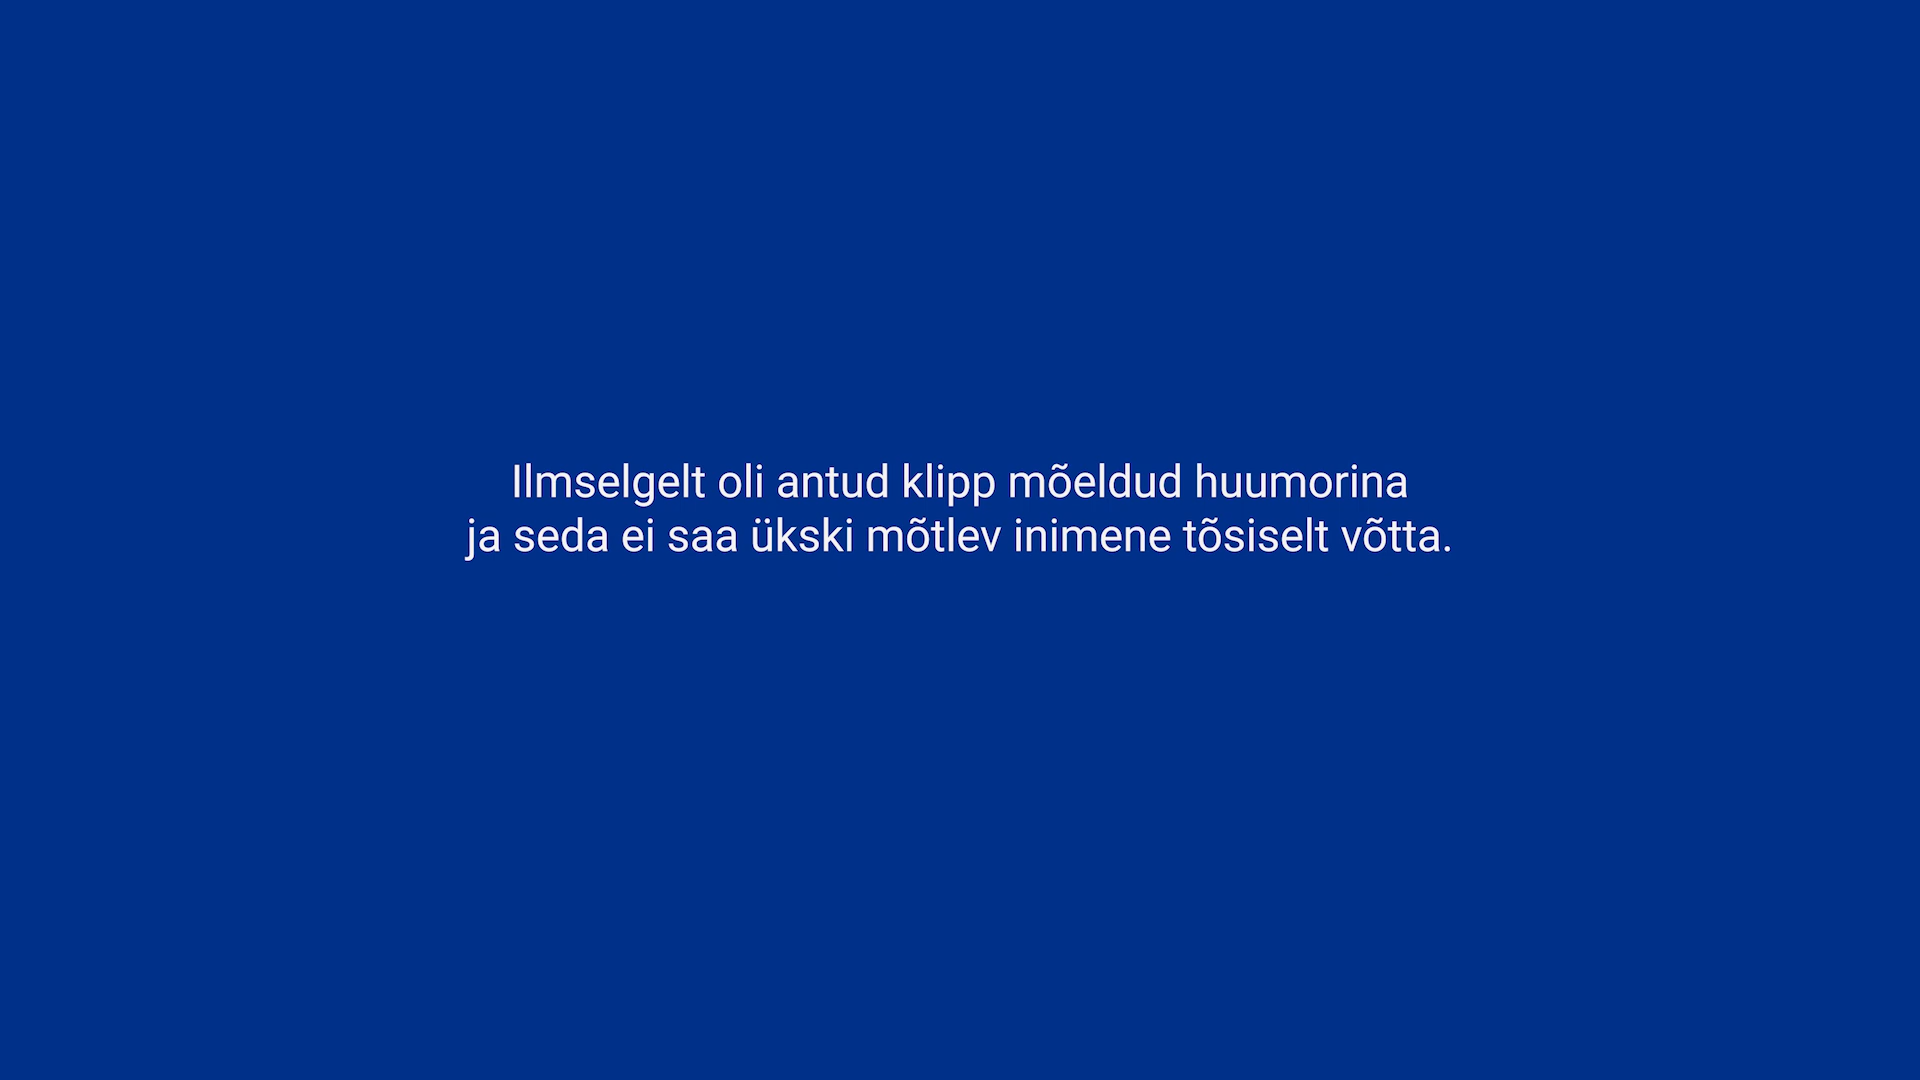 Ilmselgelt oli antud klipp mõeldud huumorina
ja seda ei saa ükski mõtlev inimene tõsiselt võtta.